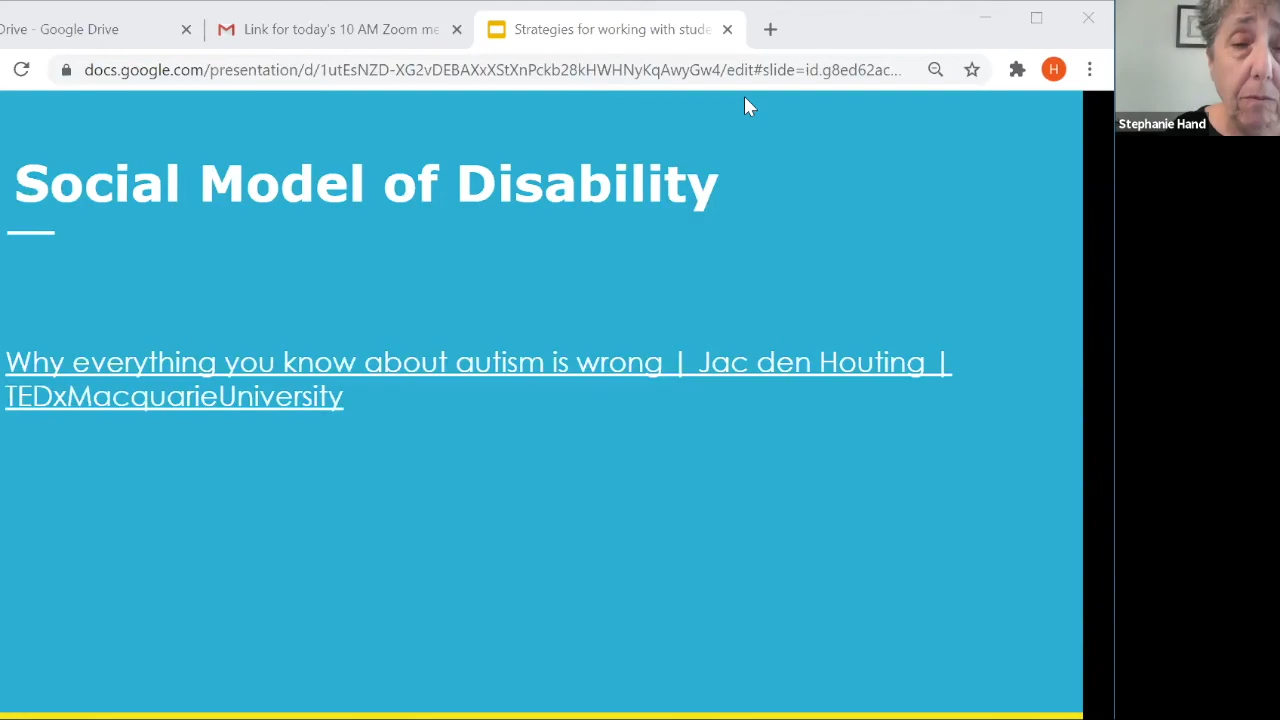 Drive - Google Drive
Link for today's 10 AM Zoom me
Strategies for working with stude
docs.google.com/presentation/d/1utEeNZD-XG2vDEBAXxXStXnPckb28kHWHNyKqAwyGw4/edit#slide=id.g8ed62ac...
H
Stephanie Hand
Social Model of Disability
Why everything you know about autism is wrong | Jac den Houting |
TEDxMacquarieUniversity